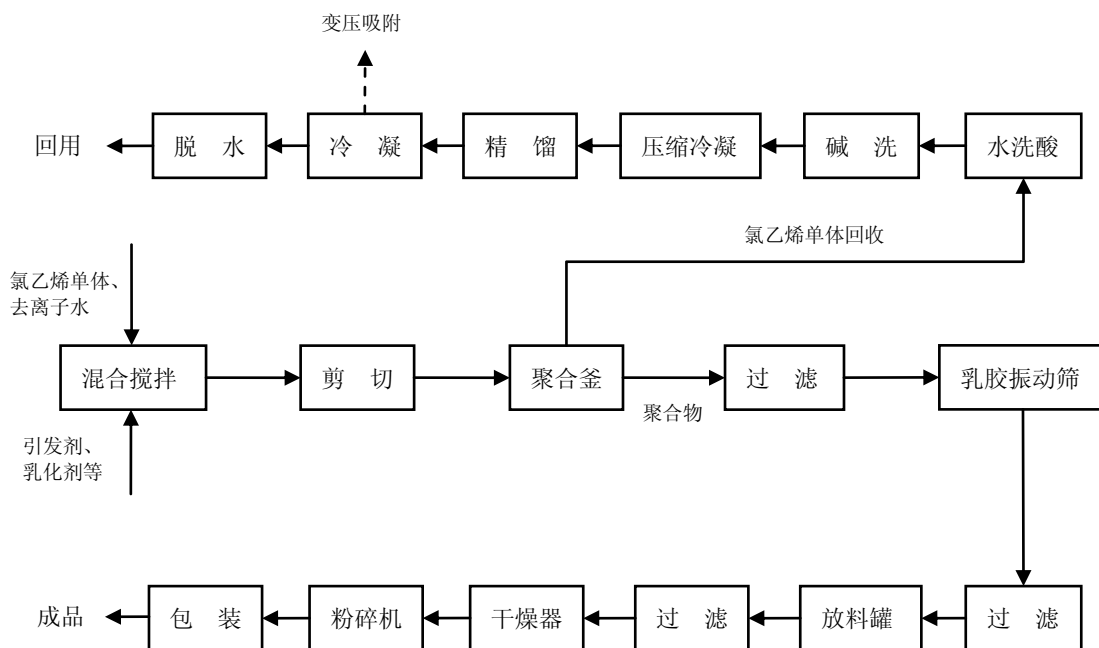 变压吸附
回用
脱 水
冷 凝
精 馏
压缩冷凝
碱 洗
水洗酸
氯乙烯单体回收
氯乙烯单体、
去离子水
混合搅拌
剪 切
聚合釜
过 滤
乳胶振动筛
聚合物
引发剂、
乳化剂等
成品
包 装
粉碎机
干燥器
过 滤
放料罐
过 滤